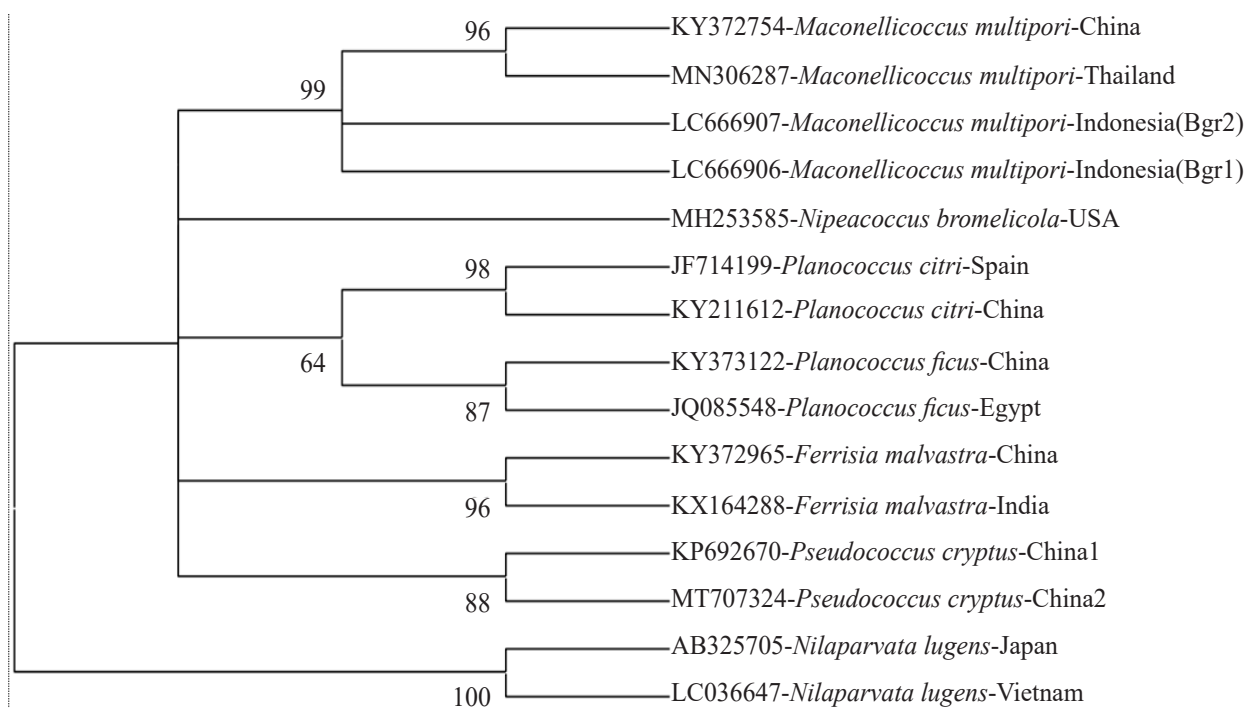 96
KY372754-Maconellicoccus multipori-China
MN306287-Maconellicoccus multipori-Thailand
99
LC666907-Maconellicoccus multipori-Indonesia(Bgr2)
LC666906-Maconellicoccus multipori-Indonesia(Bgr1)
MH253585-Nipeacoccus bromelicola-USA
98
JF714199-Planococcus citri-Spain
KY211612-Planococcus citri-China
64
KY373122-Planococcus ficus-China
87
JQ085548-Planococcus ficus-Egypt
KY372965-Ferrisia malvastra-China
96
KX164288-Ferrisia malvastra-India
KP692670-Pseudococcus cryptus-China1
88
MT707324-Pseudococcus cryptus-China2
AB325705-Nilaparvata lugens-Japan
100
LC036647-Nilaparvata lugens-Vietnam